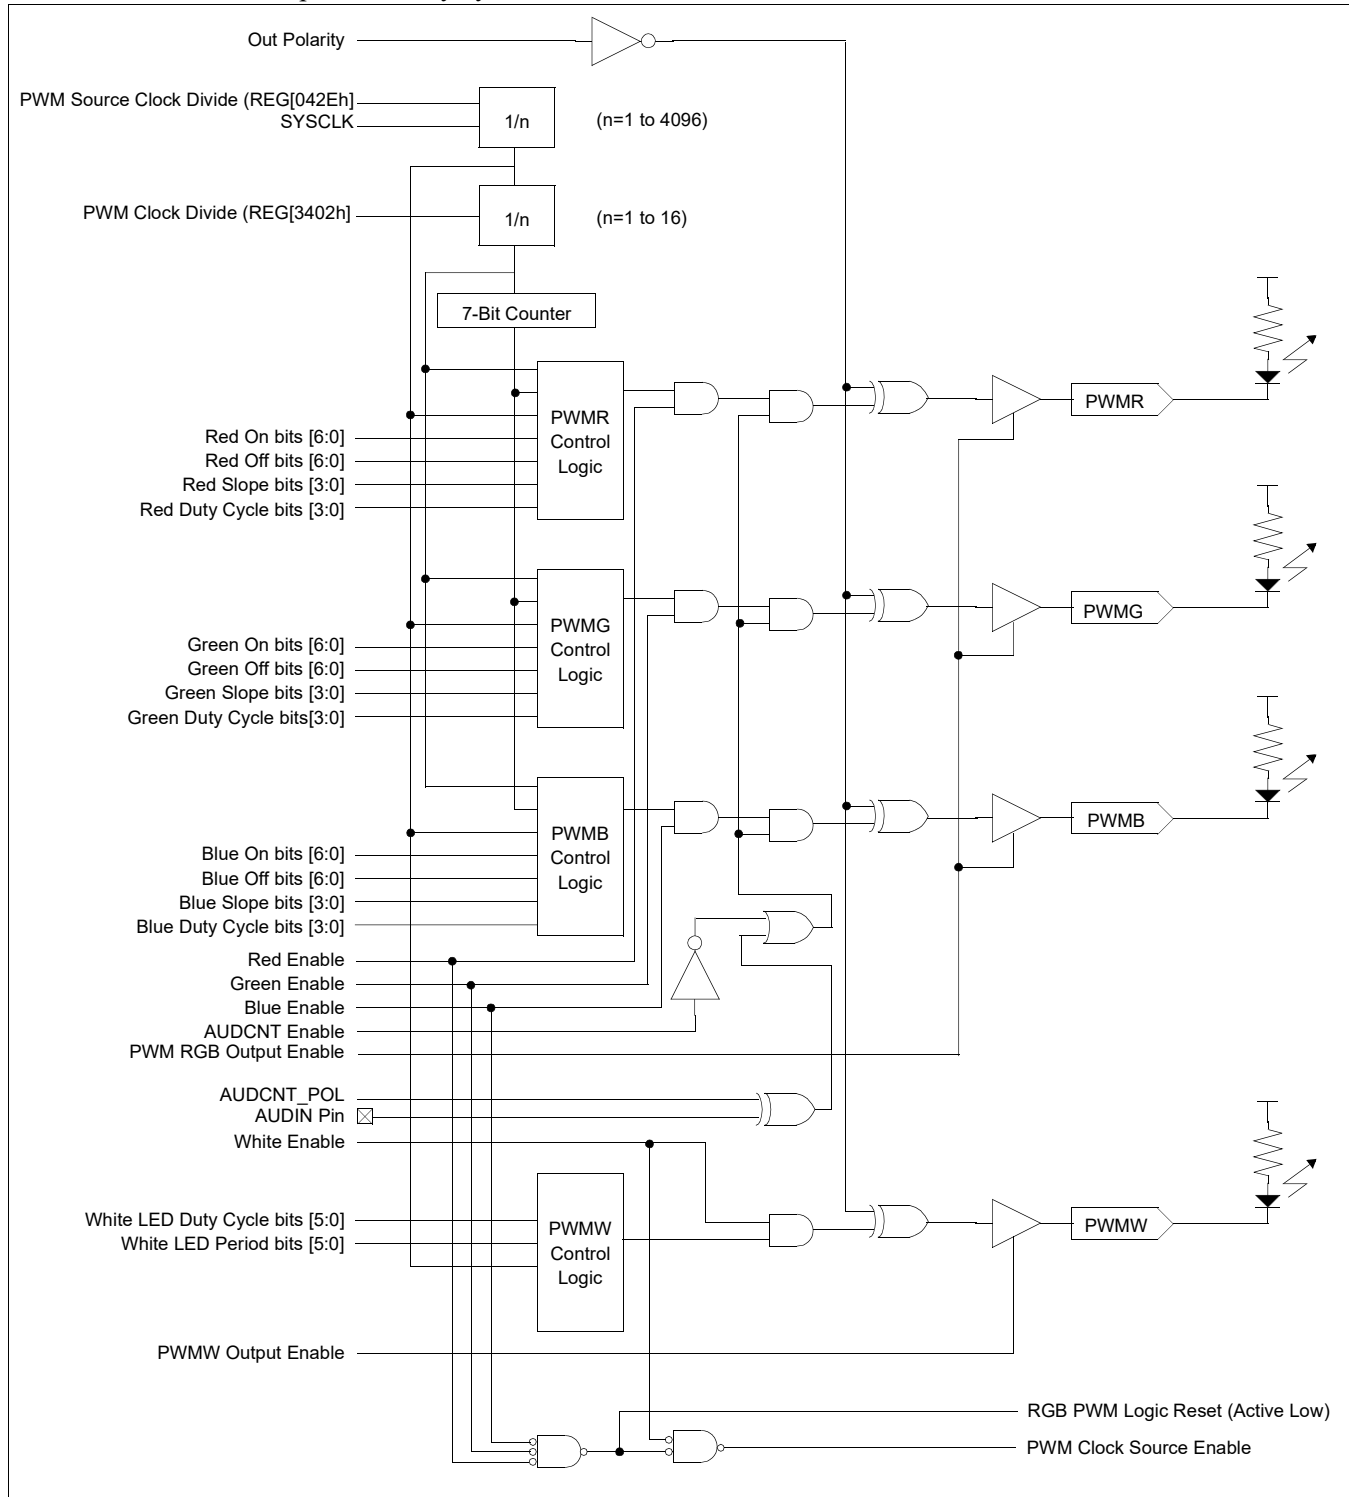 Out Polarity
PWM Source Clock Divide (REG[042Eh]
SYSCLK
1/n
(n=1 to 4096)
PWM Clock Divide (REG[3402h]
1/n
(n=1 to 16)
7-Bit Counter
PWMR
Control
Logic
Red On bits [6:0]
Red Off bits [6:0]
Red Slope bits [3:0]
Red Duty Cycle bits [3:0]
PWMR
PWMG
Control
Logic
Green On bits [6:0]
Green Off bits [6:0]
Green Slope bits [3:0]
Green Duty Cycle bits[3:0]
PWMG
PWMB
Control
Logic
Blue On bits [6:0]
Blue Off bits [6:0]
Blue Slope bits [3:0]
Blue Duty Cycle bits [3:0]
PWMB
Red Enable
Green Enable
Blue Enable
AUDCNT Enable
PWM RGB Output Enable
AUDCNT_POL
AUDIN Pin
White Enable
White LED Duty Cycle bits [5:0]
White LED Period bits [5:0]
PWMW
Control
Logic
PWMW
PWMW Output Enable
RGB PWM Logic Reset (Active Low)
PWM Clock Source Enable